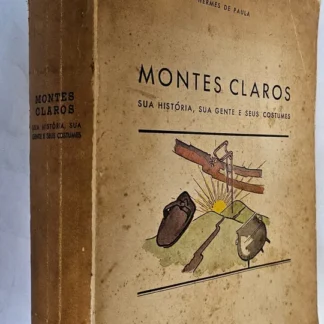 HERMES DE PAULA
MONTES CLAROS
SUA HISTÓRIA, SUA GENTE E SEUS COSTUMES
MONTES
CLAROS
SUA HISTÓRIA, SUA
GENTE E SEUS COSTUMES